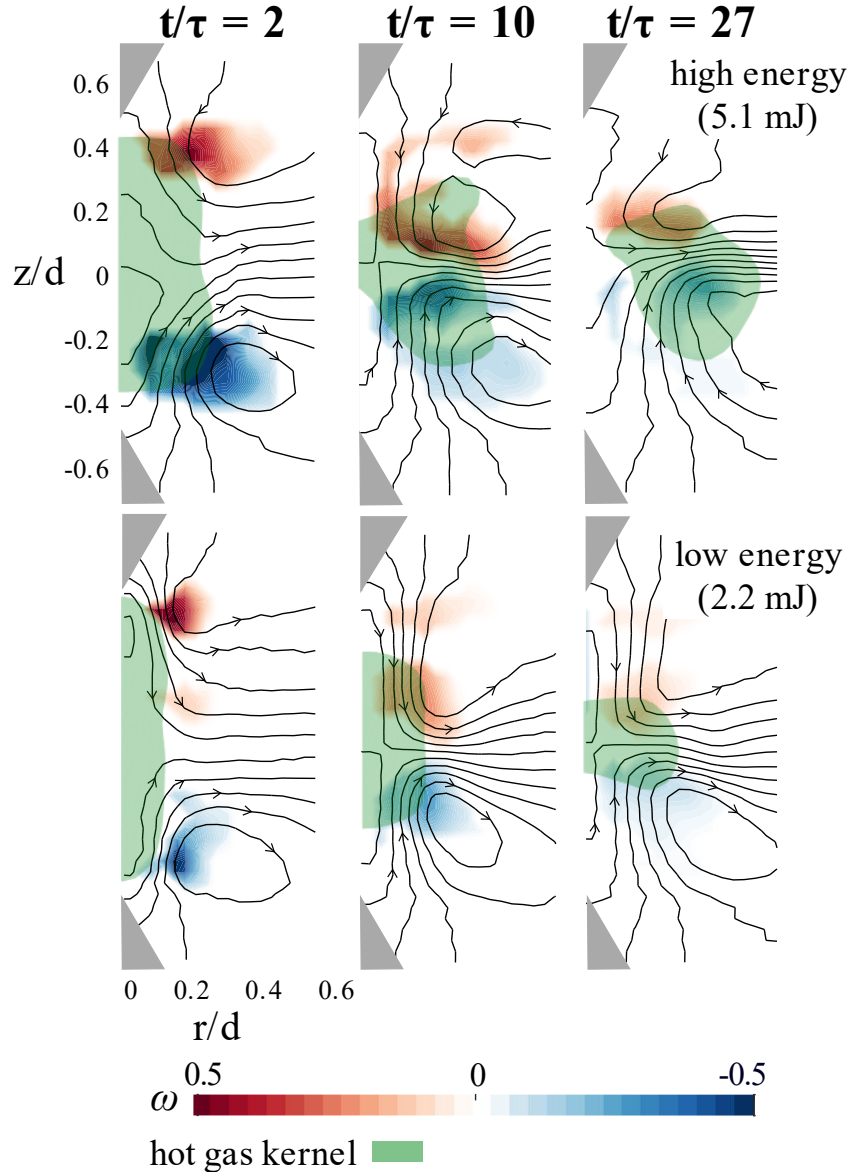 t/τ = 2 t/τ = 10 t/τ = 27
high energy
(5.1 mJ)
0.6
0.4
0.2
z/d 0
-0.2
-0.4
-0.6
low energy
(2.2 mJ)
0 0.2 0.4 0.6
r/d
0.5 0 -0.5
ω
hot gas kernel